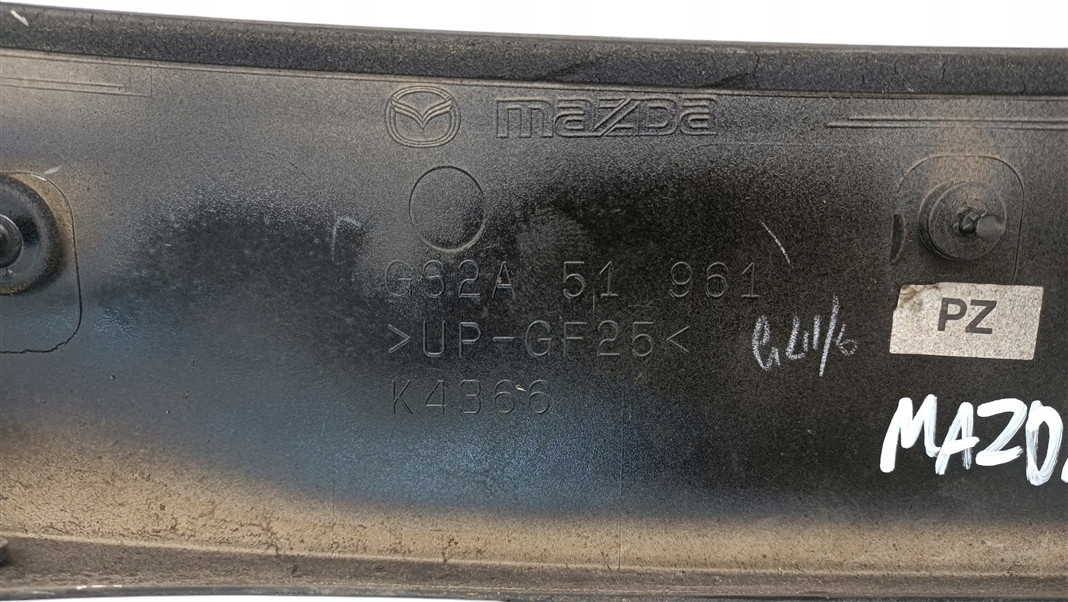 mazda
GS2A 51 961
>UP-GF25<
K4366
PZ
MAZD